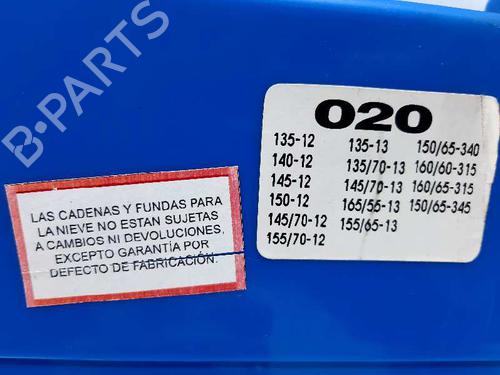 B-PARTS
020
135-12 135-13 150/65-340
140-12 135/70-13 160/60-315
145-12 145/70-13 160/65-315
150-12 165/55-13 150/65-345
145/70-12 155/65-13
155/70-12
LAS CADENAS Y FUNDAS PARA
LA NIEVE NO ESTAN SUJETAS
A CAMBIOS NI DEVOLUCIONES,
EXCEPTO GARANTÍA POR
DEFECTO DE FABRICACIÓN.